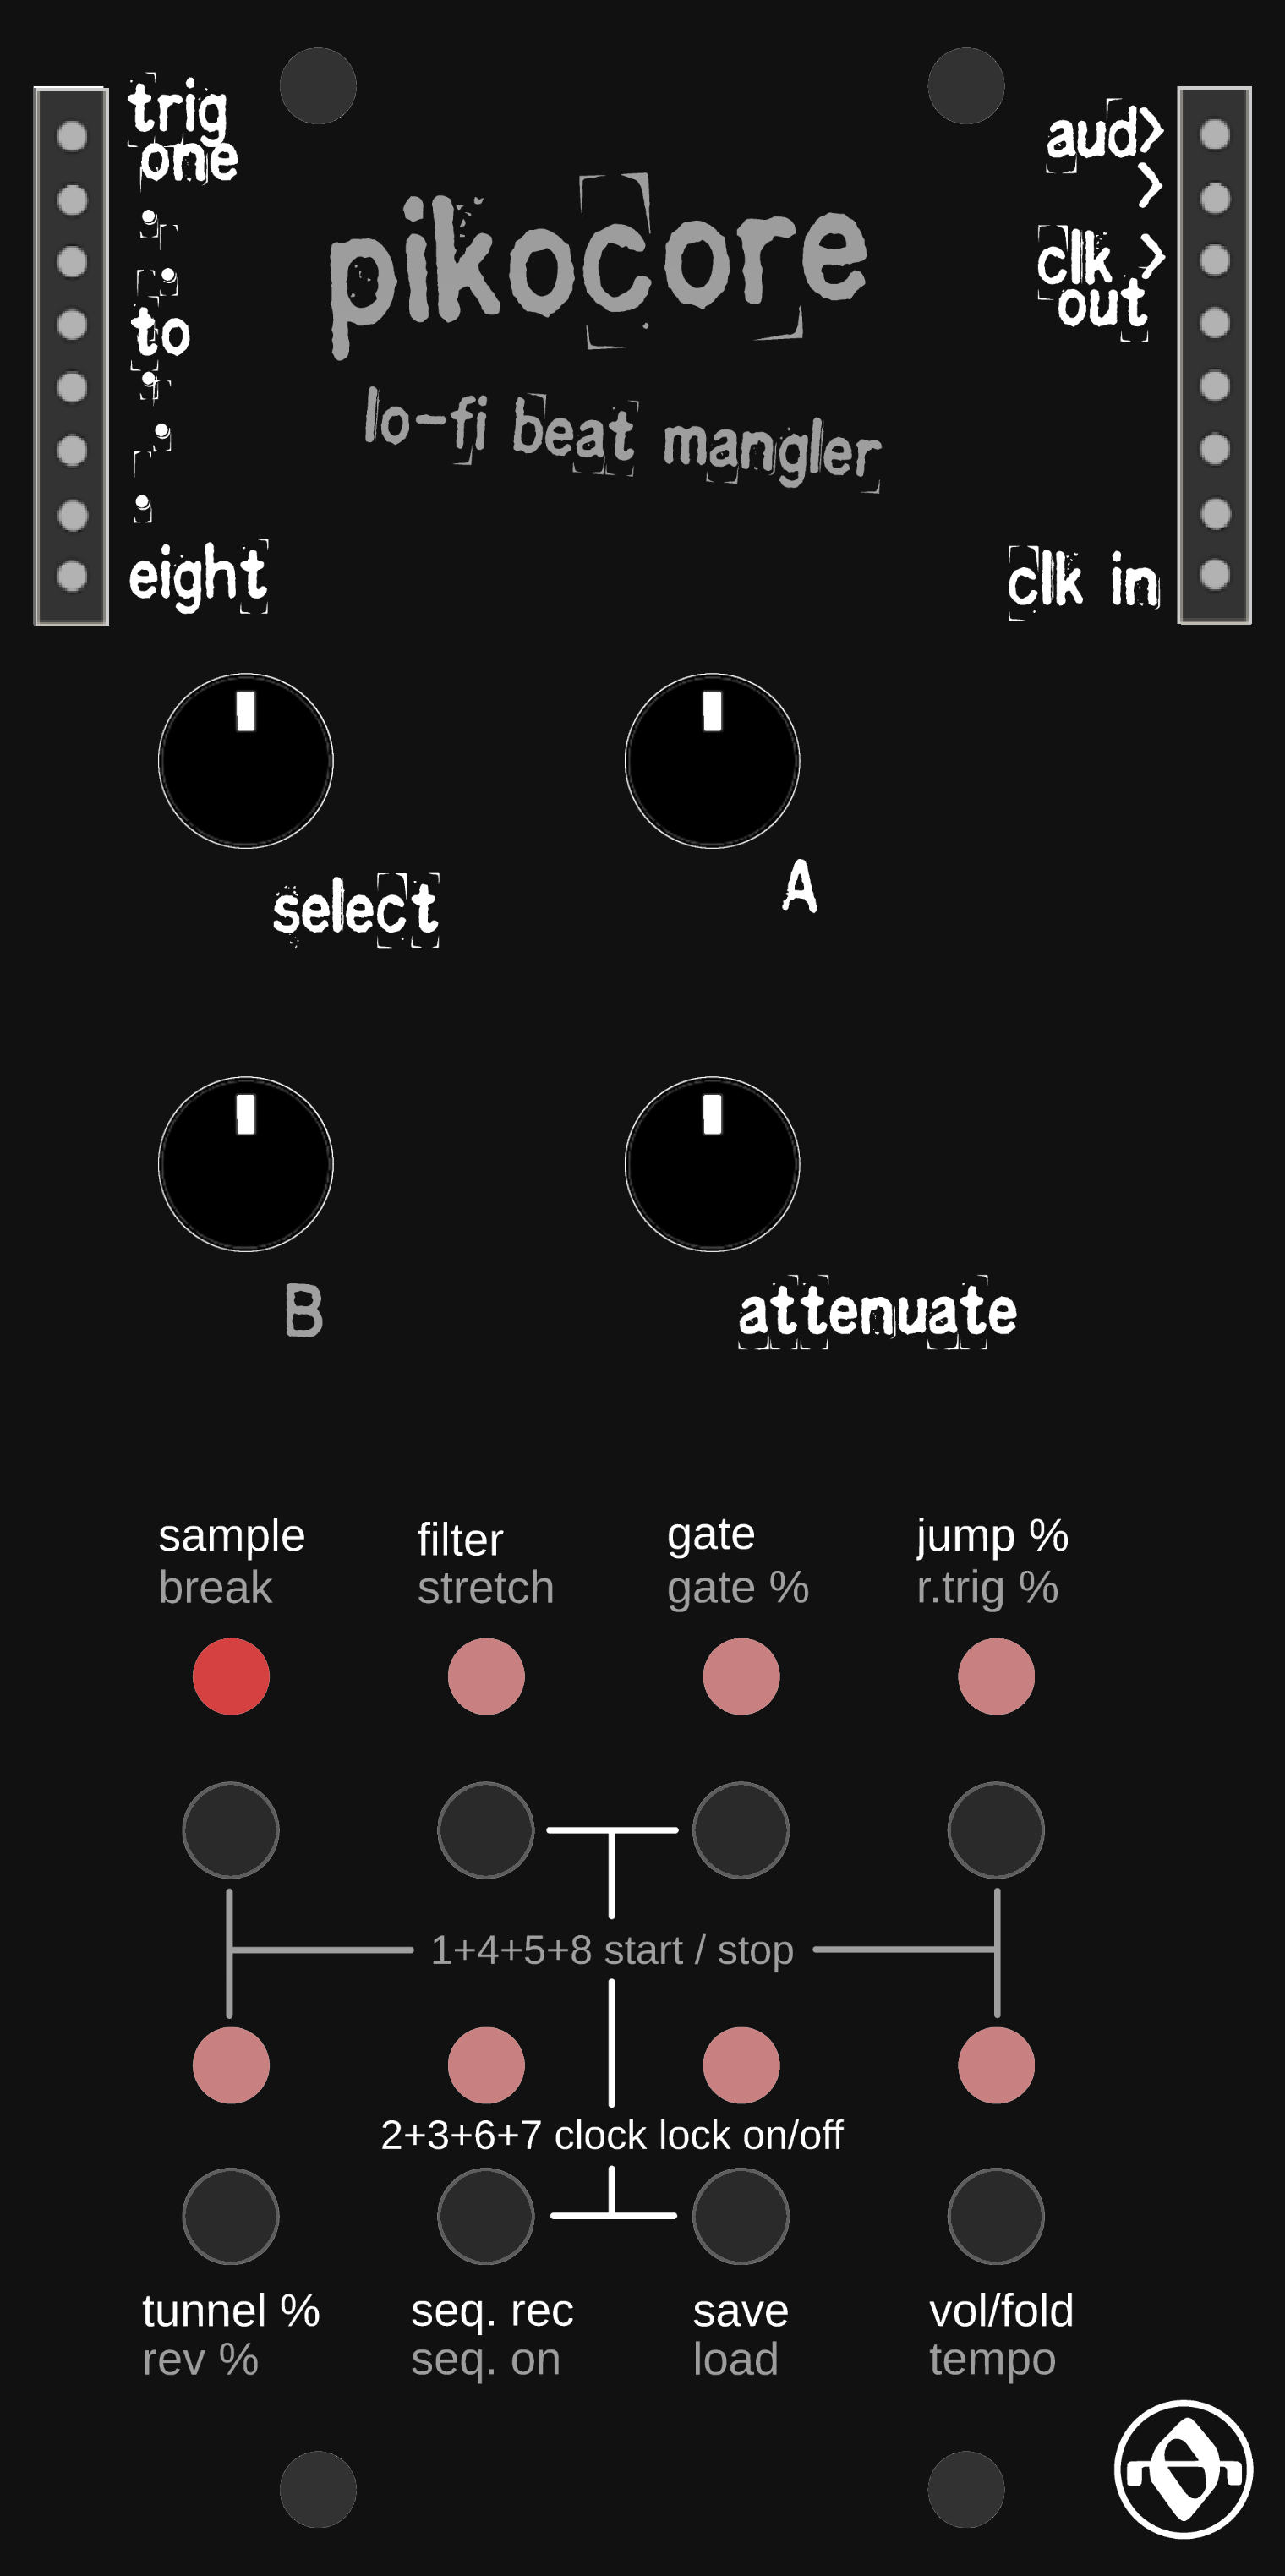 trig
one
to
eight
aud>
>
clk >
out
clk in
pikocore
lo-fi beat mangler
select
A
B
attenuate
sample
break
filter
stretch
gate
gate %
jump %
r.trig %
1+4+5+8 start / stop
2+3+6+7 clock lock on/off
tunnel %
rev %
seq. rec
seq. on
save
load
vol/fold
tempo